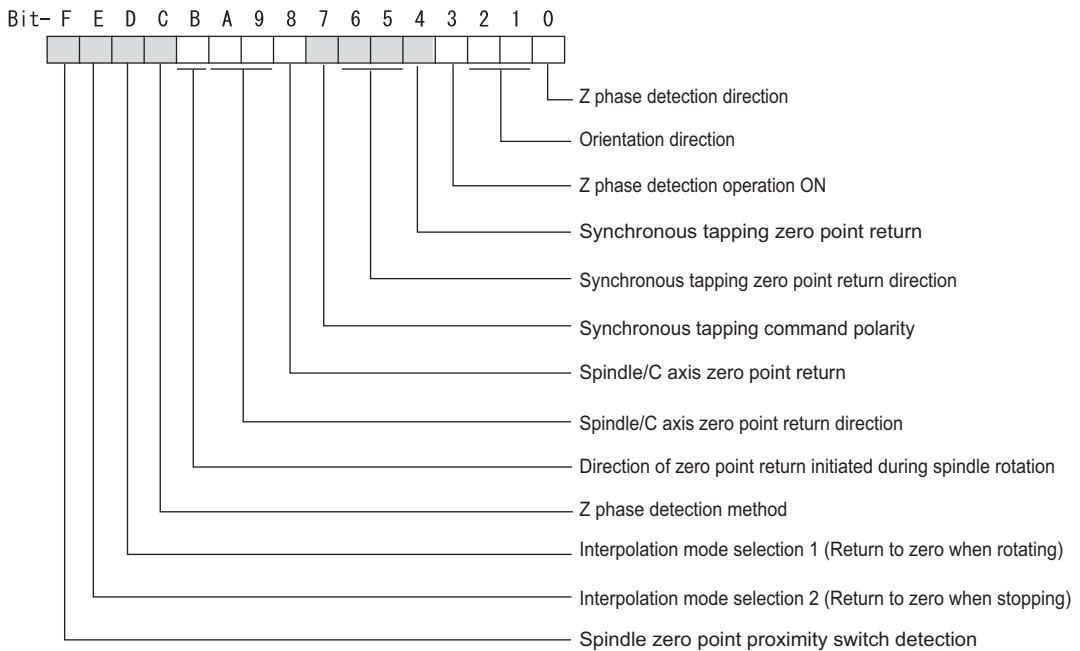 Bit- F E D C B A 9 8 7 6 5 4 3 2 1 0
Z phase detection direction
Orientation direction
Z phase detection operation ON
Synchronous tapping zero point return
Synchronous tapping zero point return direction
Synchronous tapping command polarity
Spindle/C axis zero point return
Spindle/C axis zero point return direction
Direction of zero point return initiated during spindle rotation
Z phase detection method
Interpolation mode selection 1 (Return to zero when rotating)
Interpolation mode selection 2 (Return to zero when stopping)
Spindle zero point proximity switch detection